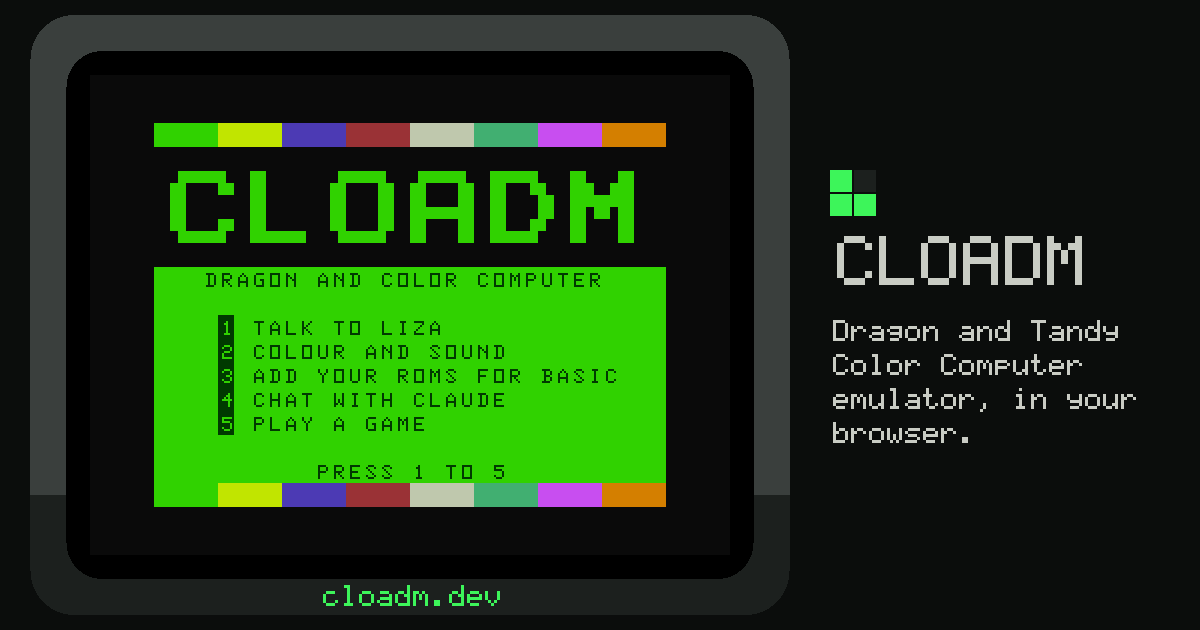 CLOADM
DRAGON AND COLOR COMPUTER
1 TALK TO LIZA
2 COLOUR AND SOUND
3 ADD YOUR ROMS FOR BASIC
4 CHAT WITH CLAUDE
5 PLAY A GAME
PRESS 1 TO 5
cloadm.dev
CLOADM
Dragon and Tandy
Color Computer
emulator, in your
browser.